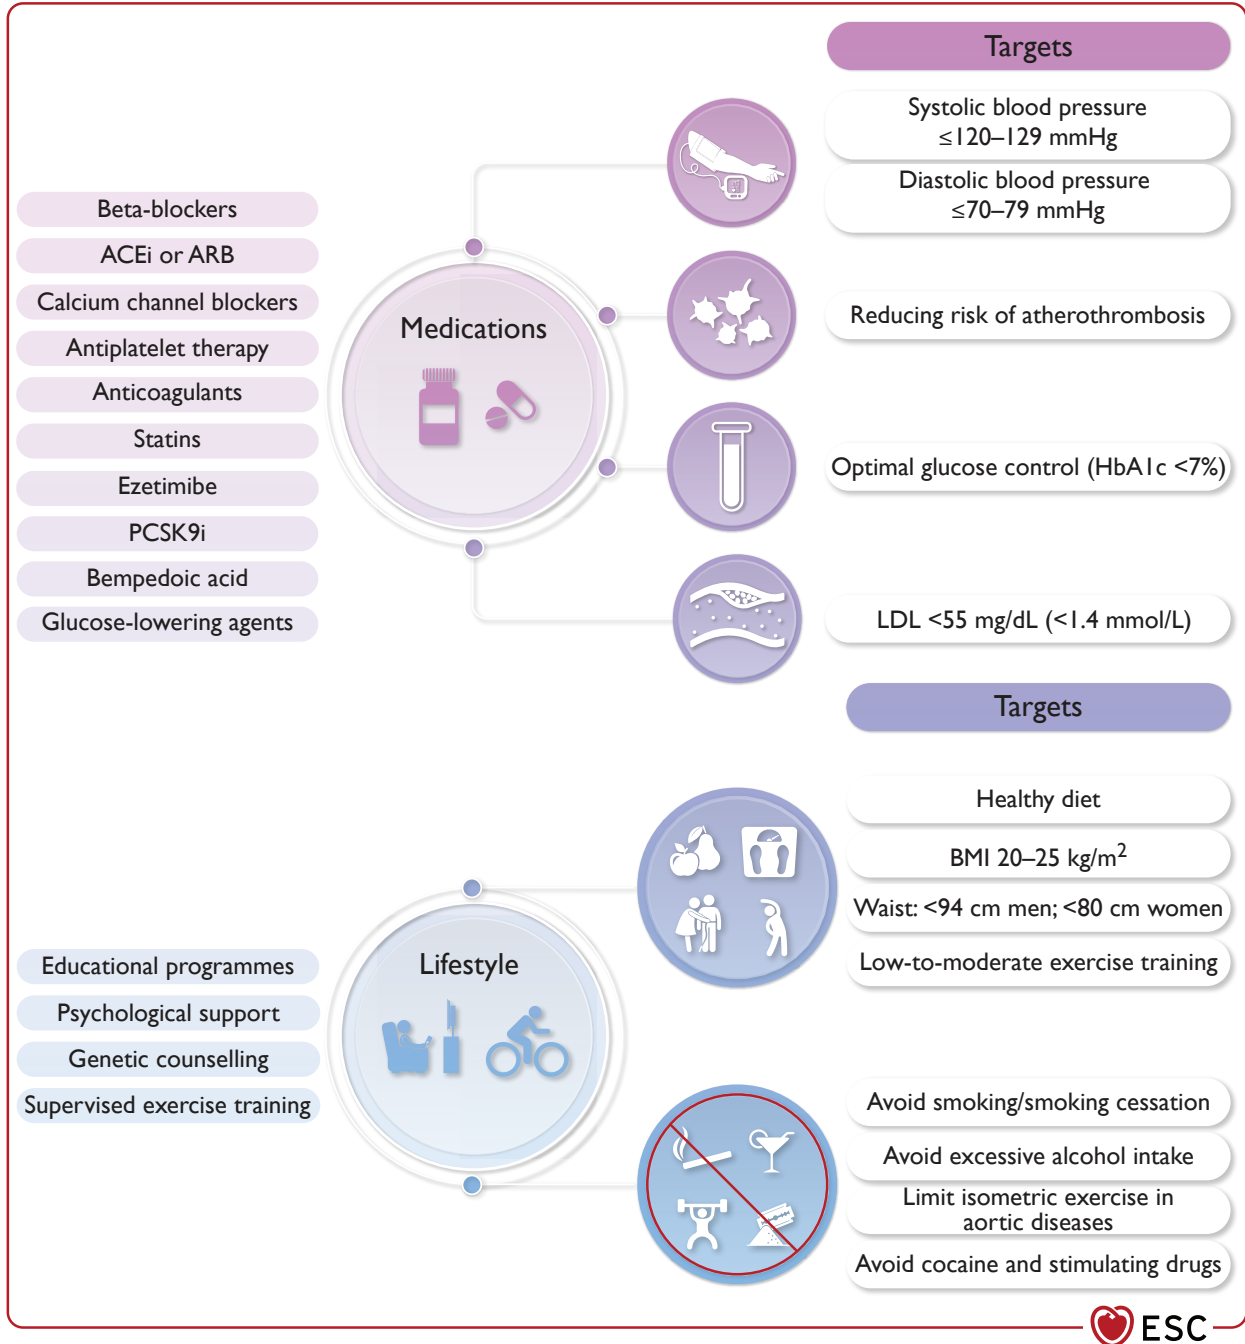 Targets
Systolic blood pressure
≤120–129 mmHg
Diastolic blood pressure
≤70–79 mmHg
Beta-blockers
ACEi or ARB
Calcium channel blockers
Antiplatelet therapy
Anticoagulants
Statins
Ezetimibe
PCSK9i
Bempedoic acid
Glucose-lowering agents
Medications
Reducing risk of atherothrombosis
Optimal glucose control (HbA1c <7%)
LDL <55 mg/dL (<1.4 mmol/L)
Targets
Healthy diet
BMI 20–25 kg/m²
Waist: <94 cm men; <80 cm women
Low-to-moderate exercise training
Lifestyle
Educational programmes
Psychological support
Genetic counselling
Supervised exercise training
Avoid smoking/smoking cessation
Avoid excessive alcohol intake
Limit isometric exercise in
aortic diseases
Avoid cocaine and stimulating drugs
ESC